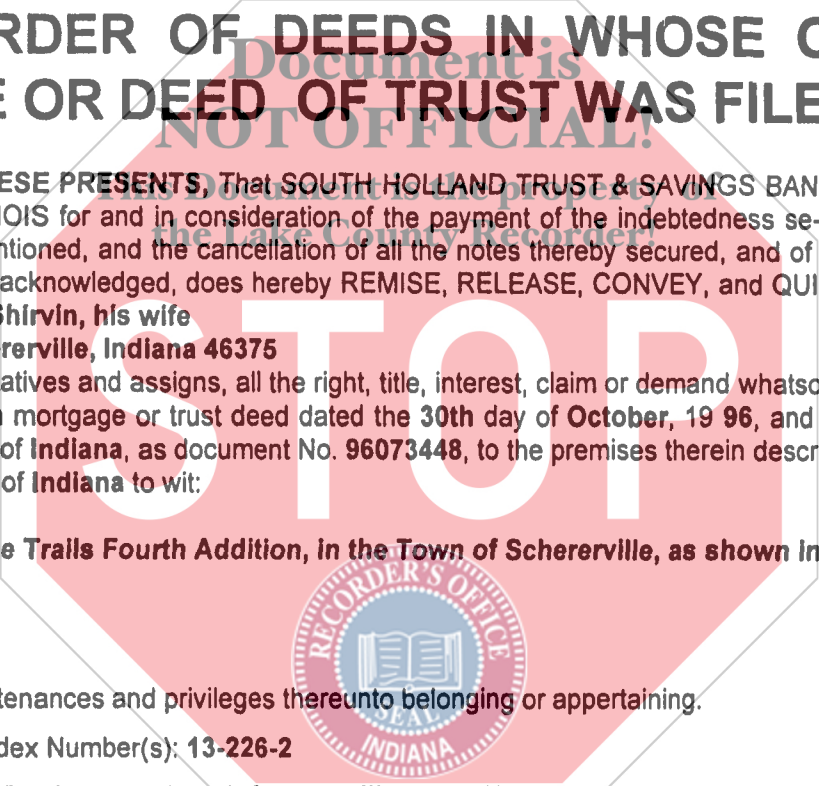 RDER OF DEEDS IN WHOSE
Document is
E OR DEED OF TRUST WAS FILE
NOT OFFICIAL!
ESE PRESENTS, That SOUTH HOLLAND TRUST & SAVINGS BAN
This Document is the property of
NOIS for and in consideration of the payment of the indebtedness se-
the Lake County Recorder!
ntioned, and the cancellation of all the notes thereby secured, and of
acknowledged, does hereby REMISE, RELEASE, CONVEY, and QUI
Shirvin, his wife
rerville, Indiana 46375
atives and assigns, all the right, title, interest, claim or demand whatso
n mortgage or trust deed dated the 30th day of October, 19 96, and
of Indiana, as document No. 96073448, to the premises therein descr
of Indiana to wit:
STOP
e Trails Fourth Addition, in the Town of Schererville, as shown in
RECORDER'S OFFICE
SEAL
INDIANA
tenances and privileges thereunto belonging or appertaining.
dex Number(s): 13-226-2